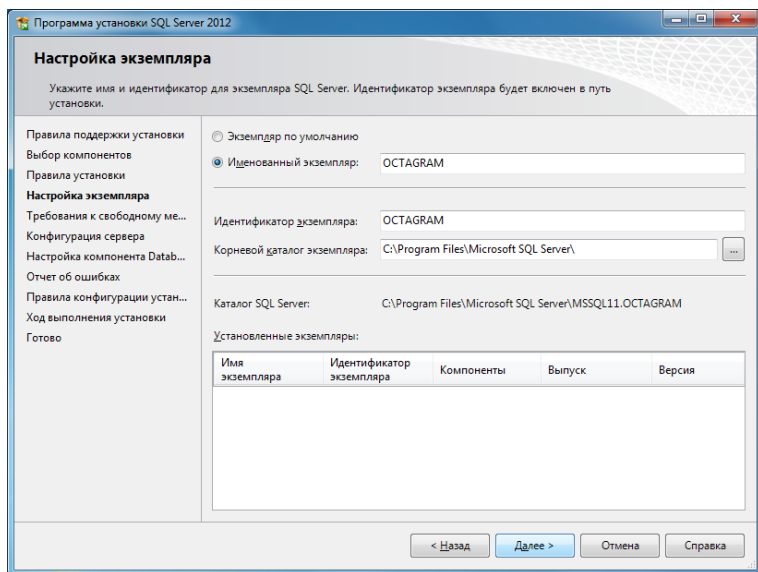 Программа установки SQL Server 2012
Настройка экземпляра
Укажите имя и идентификатор для экземпляра SQL Server. Идентификатор экземпляра будет включен в путь
установки.
Правила поддержки установки
Выбор компонентов
Правила установки
Настройка экземпляра
Требования к свободному ме...
Конфигурация сервера
Настройка компонента Datab...
Отчет об ошибках
Правила конфигурации устан...
Ход выполнения установки
Готово
Экземпляр по умолчанию
Именованный экземпляр: OCTAGRAM
Идентификатор экземпляра: OCTAGRAM
Корневой каталог экземпляра: C:\Program Files\Microsoft SQL Server\ ...
Каталог SQL Server: C:\Program Files\Microsoft SQL Server\MSSQL11.OCTAGRAM
Установленные экземпляры:
Имя экземпляра Идентификатор экземпляра Компоненты Выпуск Версия
< Назад Далее > Отмена Справка